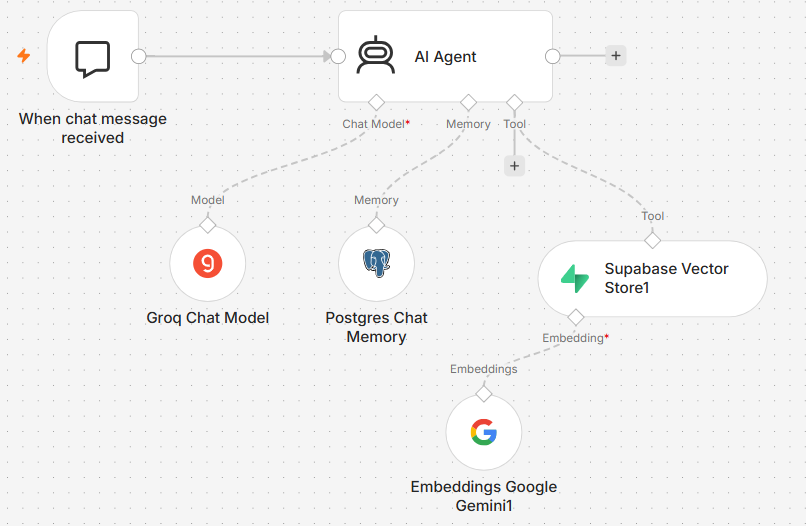 AI Agent
When chat message
received
Chat Model*
Memory
Tool
Model
Memory
Tool
Groq Chat Model
Postgres Chat
Memory
Supabase Vector
Store1
Embedding*
Embeddings
Embeddings Google
Gemini1